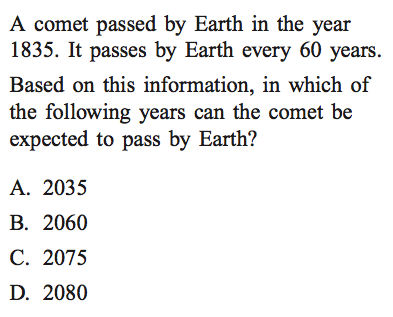 A comet passed by Earth in the year
1835. It passes by Earth every 60 years.
Based on this information, in which of
the following years can the comet be
expected to pass by Earth?
A. 2035
B. 2060
C. 2075
D. 2080